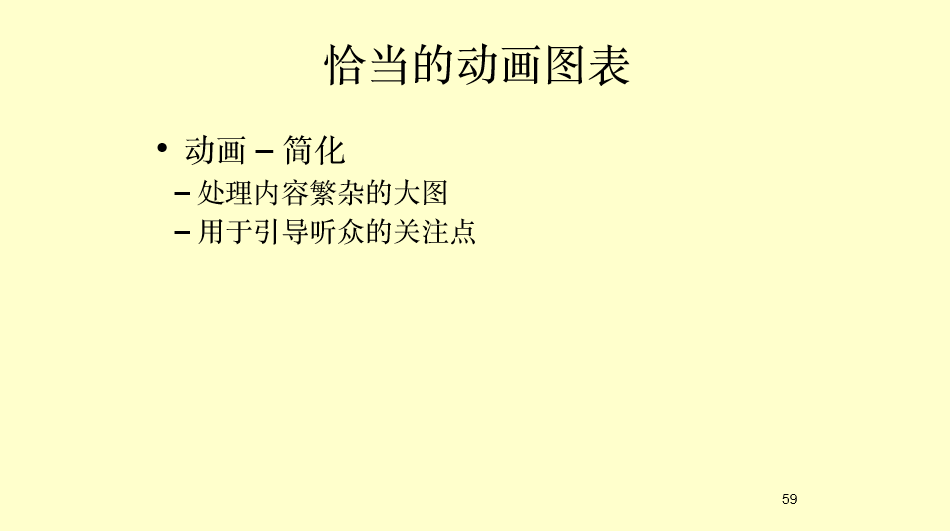 恰当的动画图表
• 动画 – 简化
– 处理内容繁杂的大图
– 用于引导听众的关注点
59